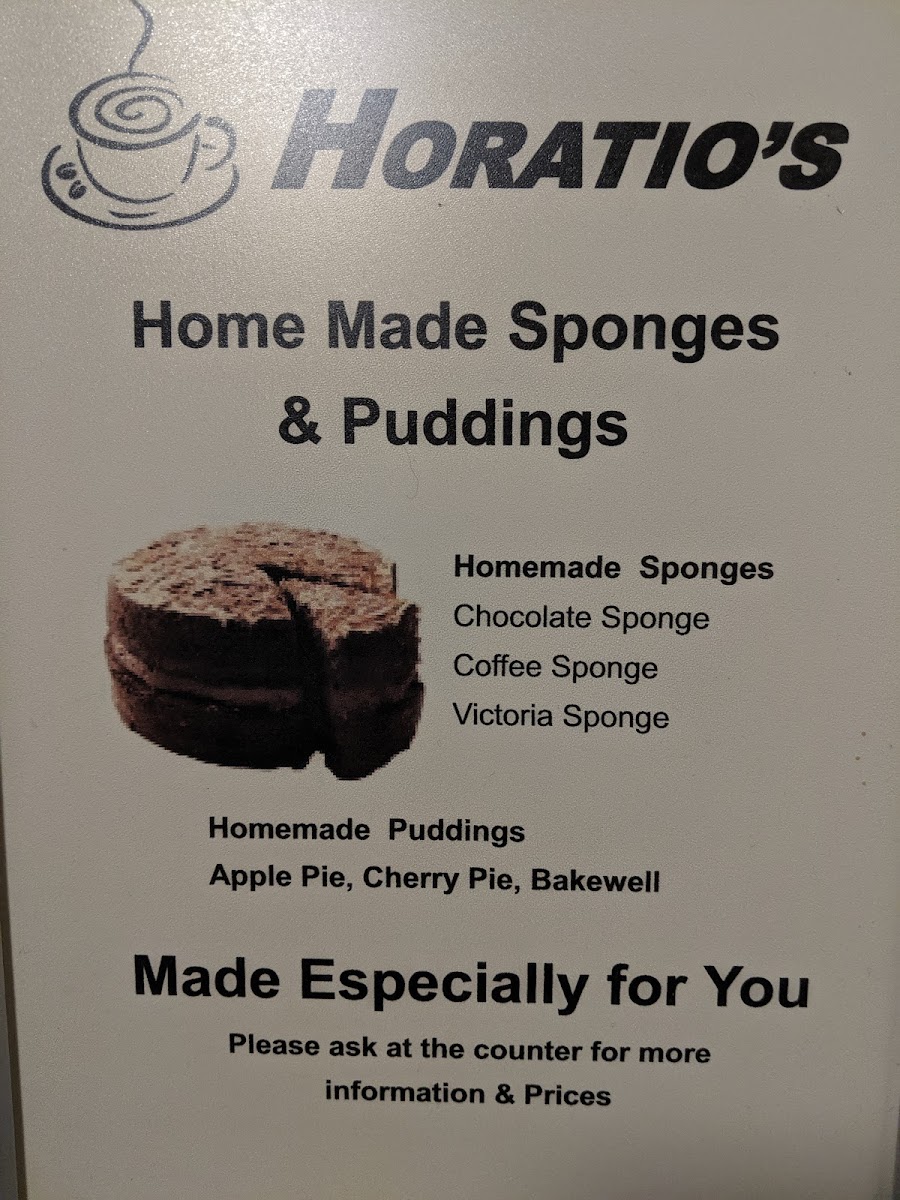 HORATIO'S
Home Made Sponges
& Puddings
Homemade Sponges
Chocolate Sponge
Coffee Sponge
Victoria Sponge
Homemade Puddings
Apple Pie, Cherry Pie, Bakewell
Made Especially for You
Please ask at the counter for more
information & Prices